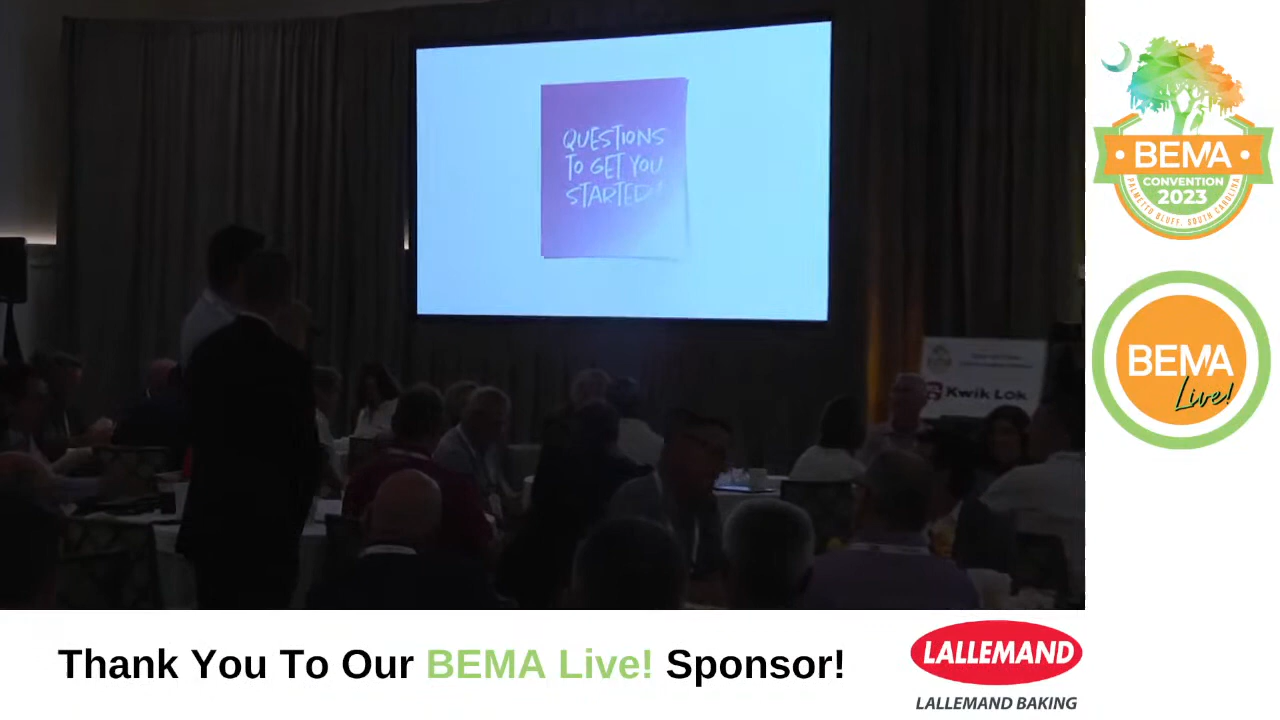 QUESTIONS
TO GET YOU
STARTED!
Kwik Lok
BEMA
CONVENTION
2023
PALMETTO BLUFF, SOUTH CAROLINA
BEMA
Live!
Thank You To Our BEMA Live! Sponsor!
LALLEMAND
LALLEMAND BAKING